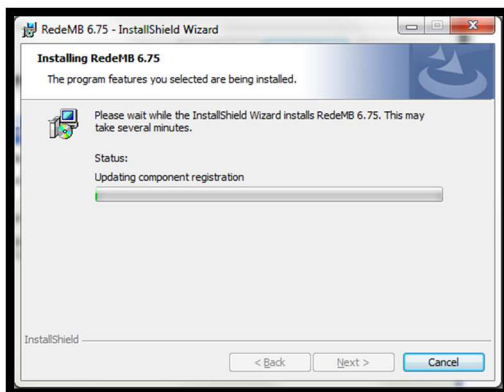 RedeMB 6.75 - InstallShield Wizard
Installing RedeMB 6.75
The program features you selected are being installed.
Please wait while the InstallShield Wizard installs RedeMB 6.75. This may
take several minutes.
Status:
Updating component registration
InstallShield
< Back Next > Cancel